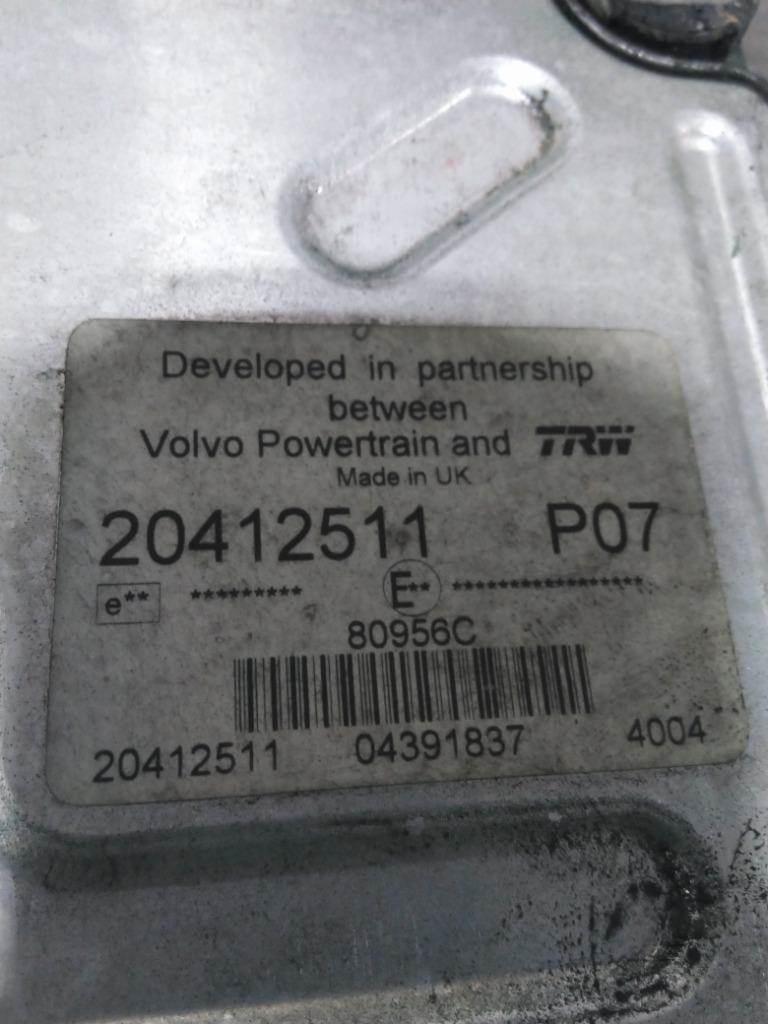 Developed in partnership
between
Volvo Powertrain and TRW
Made in UK
20412511 P07
e** ********* E** ****************
80956C
20412511 04391837 4004